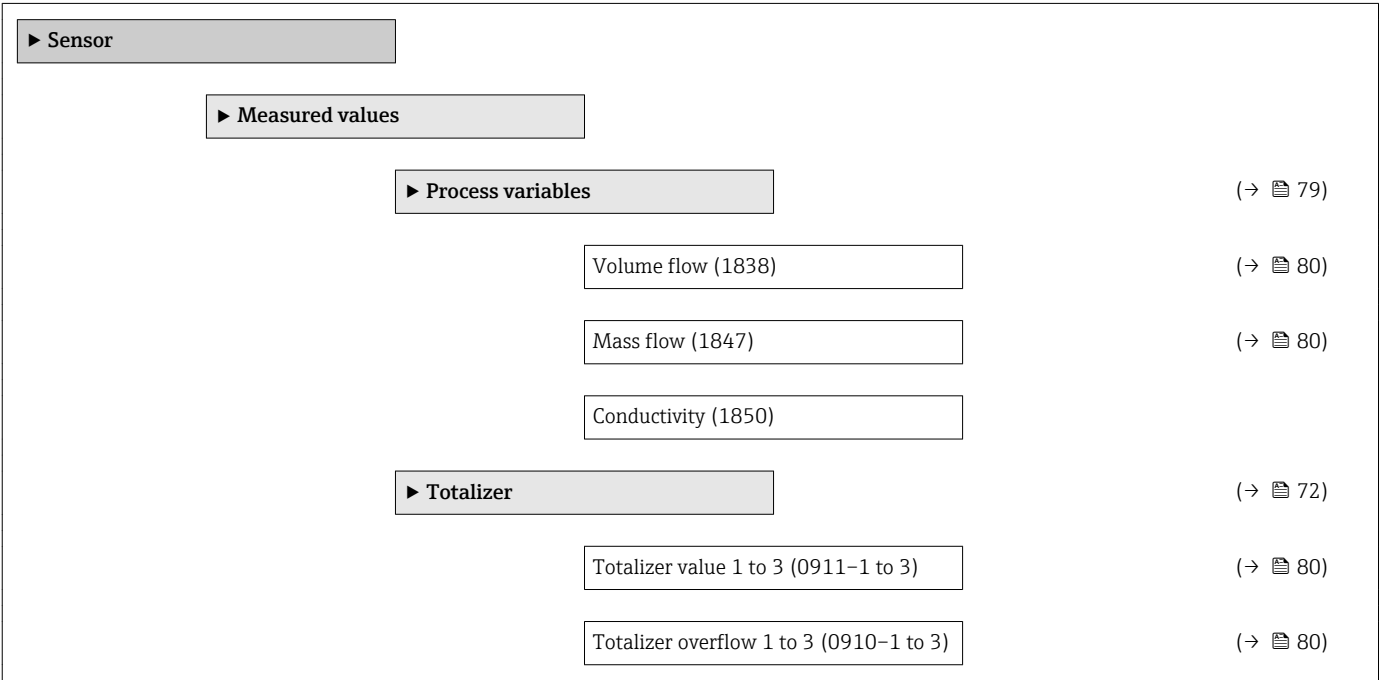 ▶ Sensor
▶ Measured values
▶ Process variables (→ 🖺 79)
Volume flow (1838) (→ 🖺 80)
Mass flow (1847) (→ 🖺 80)
Conductivity (1850)
▶ Totalizer (→ 🖺 72)
Totalizer value 1 to 3 (0911–1 to 3) (→ 🖺 80)
Totalizer overflow 1 to 3 (0910–1 to 3) (→ 🖺 80)